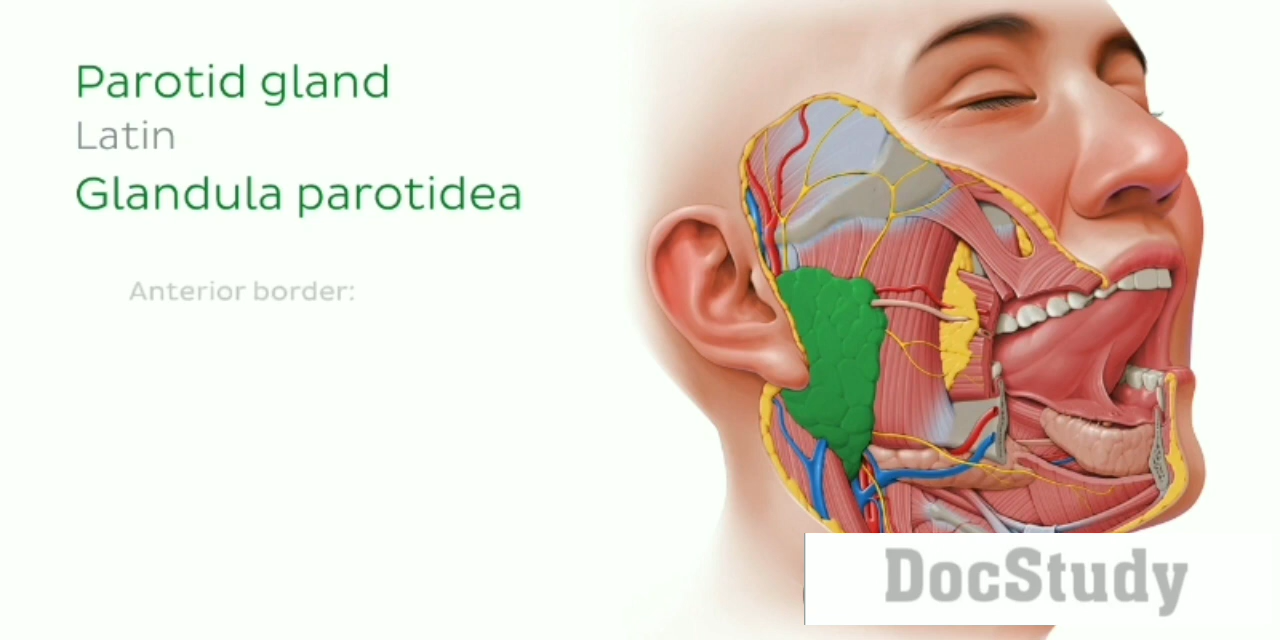 Parotid gland
Latin
Glandula parotidea
Anterior border:
DocStudy